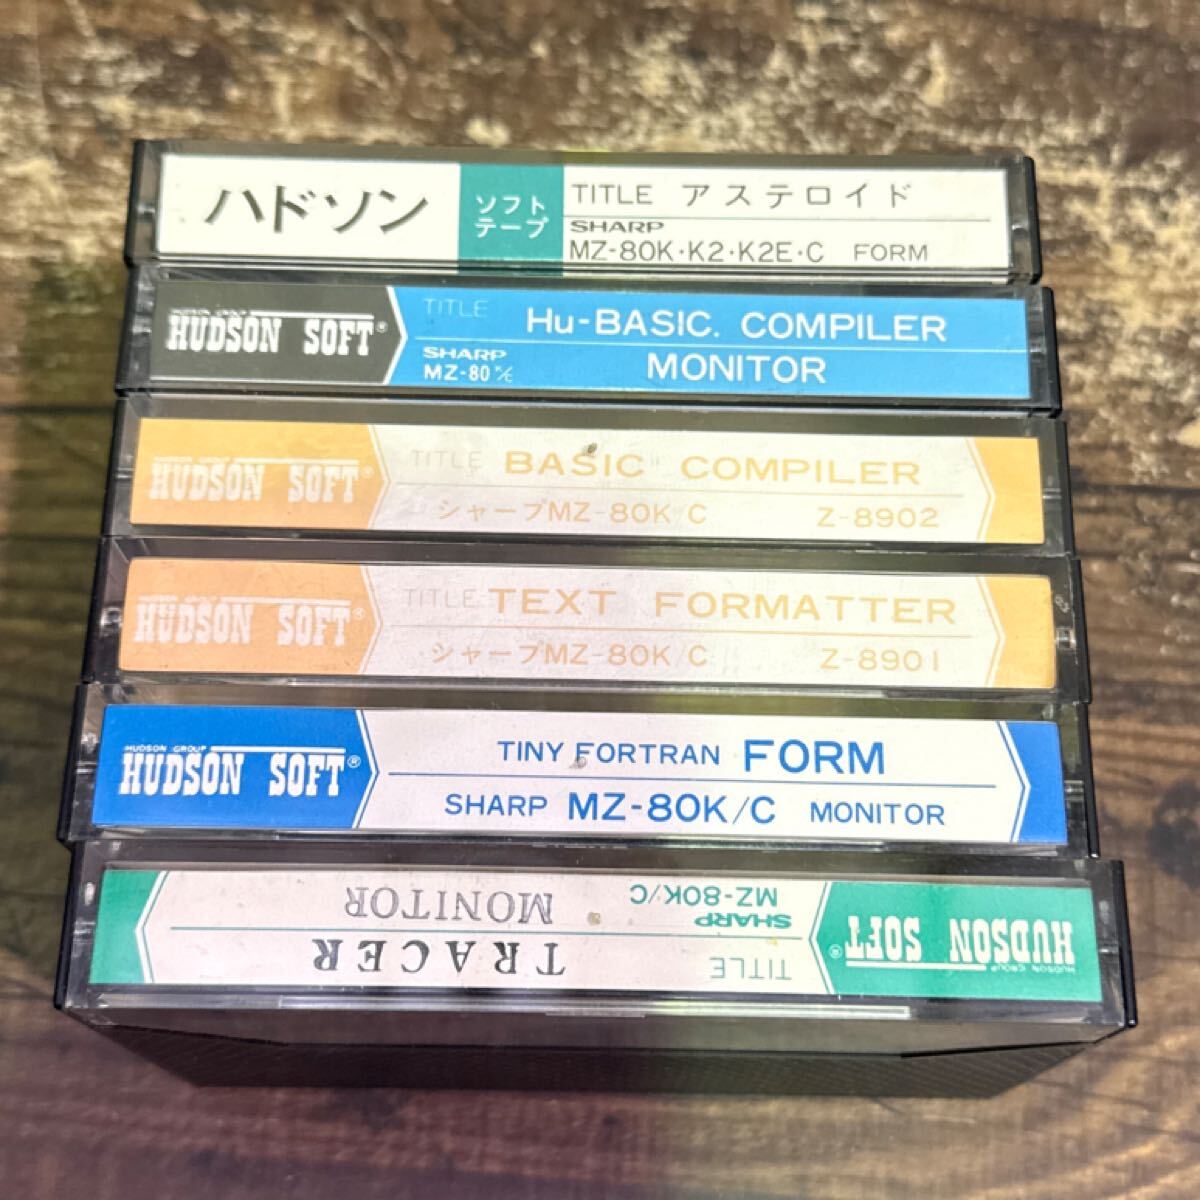 ハドソン
ソフト
テープ
TITLE アステロイド
SHARP
MZ-80K・K2・K2E・C FORM
HUDSON SOFT®
TITLE Hu-BASIC. COMPILER
SHARP
MZ-80 K/C
MONITOR
HUDSON SOFT®
TITLE BASIC COMPILER
シャープMZ-80K/C Z-8902
HUDSON SOFT®
TITLE TEXT FORMATTER
シャープMZ-80K/C Z-8901
HUDSON GROUP
HUDSON SOFT®
TINY FORTRAN FORM
SHARP MZ-80K/C MONITOR
HUDSON GROUP
HUDSON SOFT®
TITLE TRACER
SHARP
MZ-80K/C
MONITOR